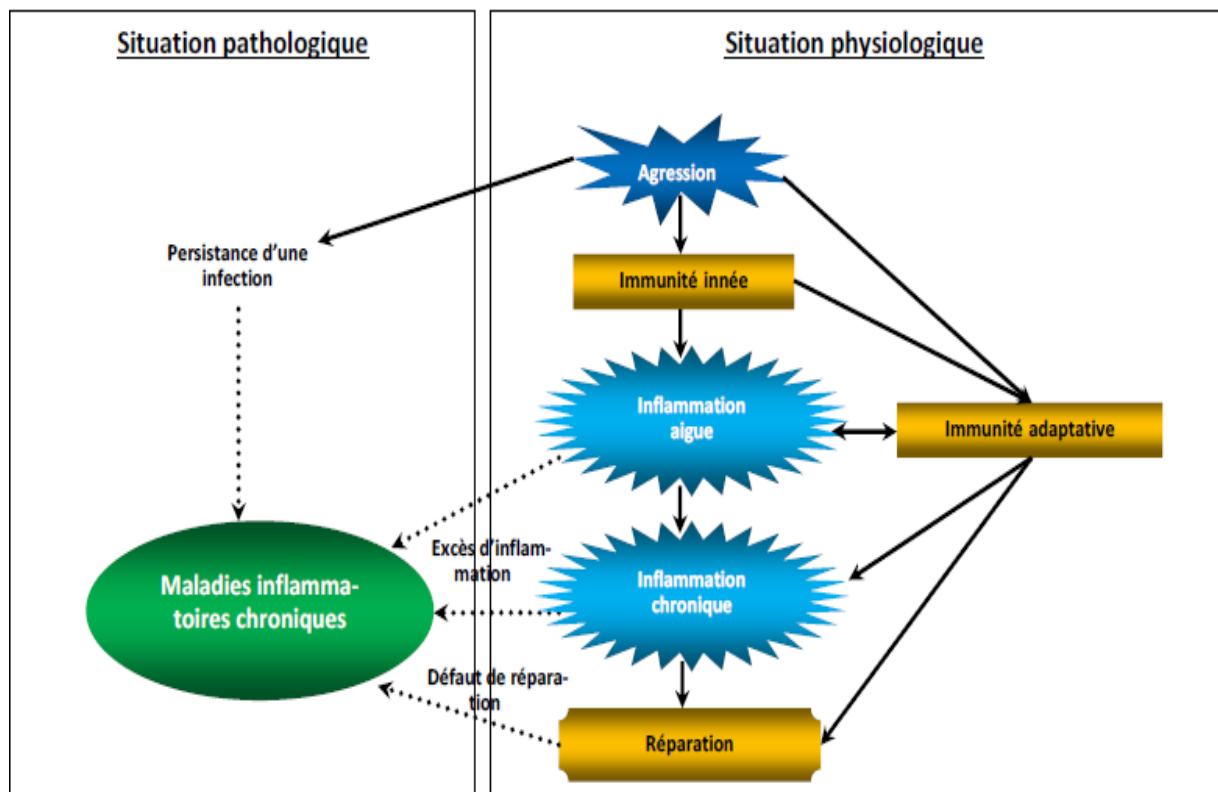 Situation pathologique
Situation physiologique
Agression
Persistance d'une
infection
Immunité innée
Inflammation
aigue
Immunité adaptative
Excès d'inflam-
mation
Maladies inflamma-
toires chroniques
Inflammation
chronique
Défaut de répara-
tion
Réparation